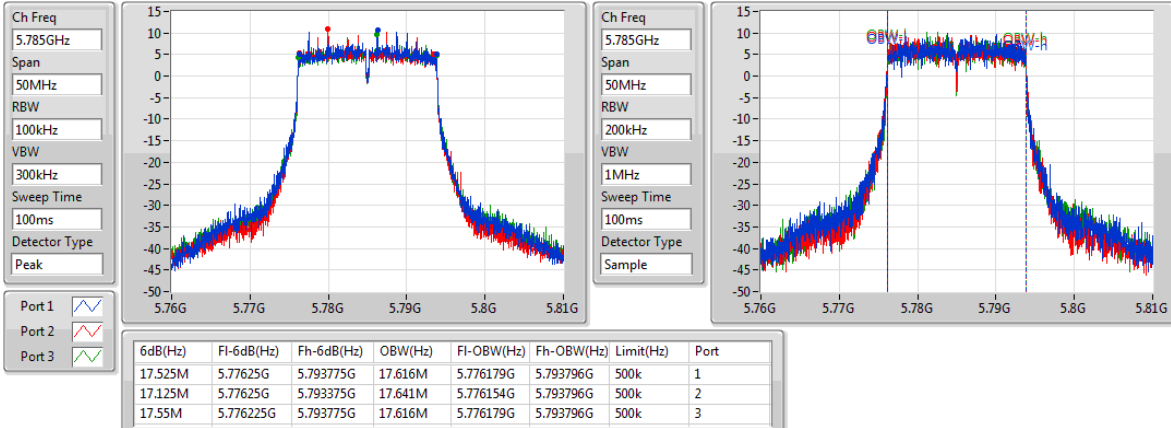 Ch Freq
5.785GHz
Span
50MHz
RBW
100kHz
VBW
300kHz
Sweep Time
100ms
Detector Type
Peak
15
10
5
0
-5
-10
-15
-20
-25
-30
-35
-40
-45
-50
5.76G 5.77G 5.78G 5.79G 5.8G 5.81G
Ch Freq
5.785GHz
Span
50MHz
RBW
200kHz
VBW
1MHz
Sweep Time
100ms
Detector Type
Sample
15
10
5
0
-5
-10
-15
-20
-25
-30
-35
-40
-45
-50
OBW-h
5.76G 5.77G 5.78G 5.79G 5.8G 5.81G
Port 1
Port 2
Port 3
6dB(Hz) Fl-6dB(Hz) Fh-6dB(Hz) OBW(Hz) Fl-OBW(Hz) Fh-OBW(Hz) Limit(Hz) Port
17.525M 5.77625G 5.793775G 17.616M 5.776179G 5.793796G 500k 1
17.125M 5.77625G 5.793375G 17.641M 5.776154G 5.793796G 500k 2
17.55M 5.776225G 5.793775G 17.616M 5.776179G 5.793796G 500k 3